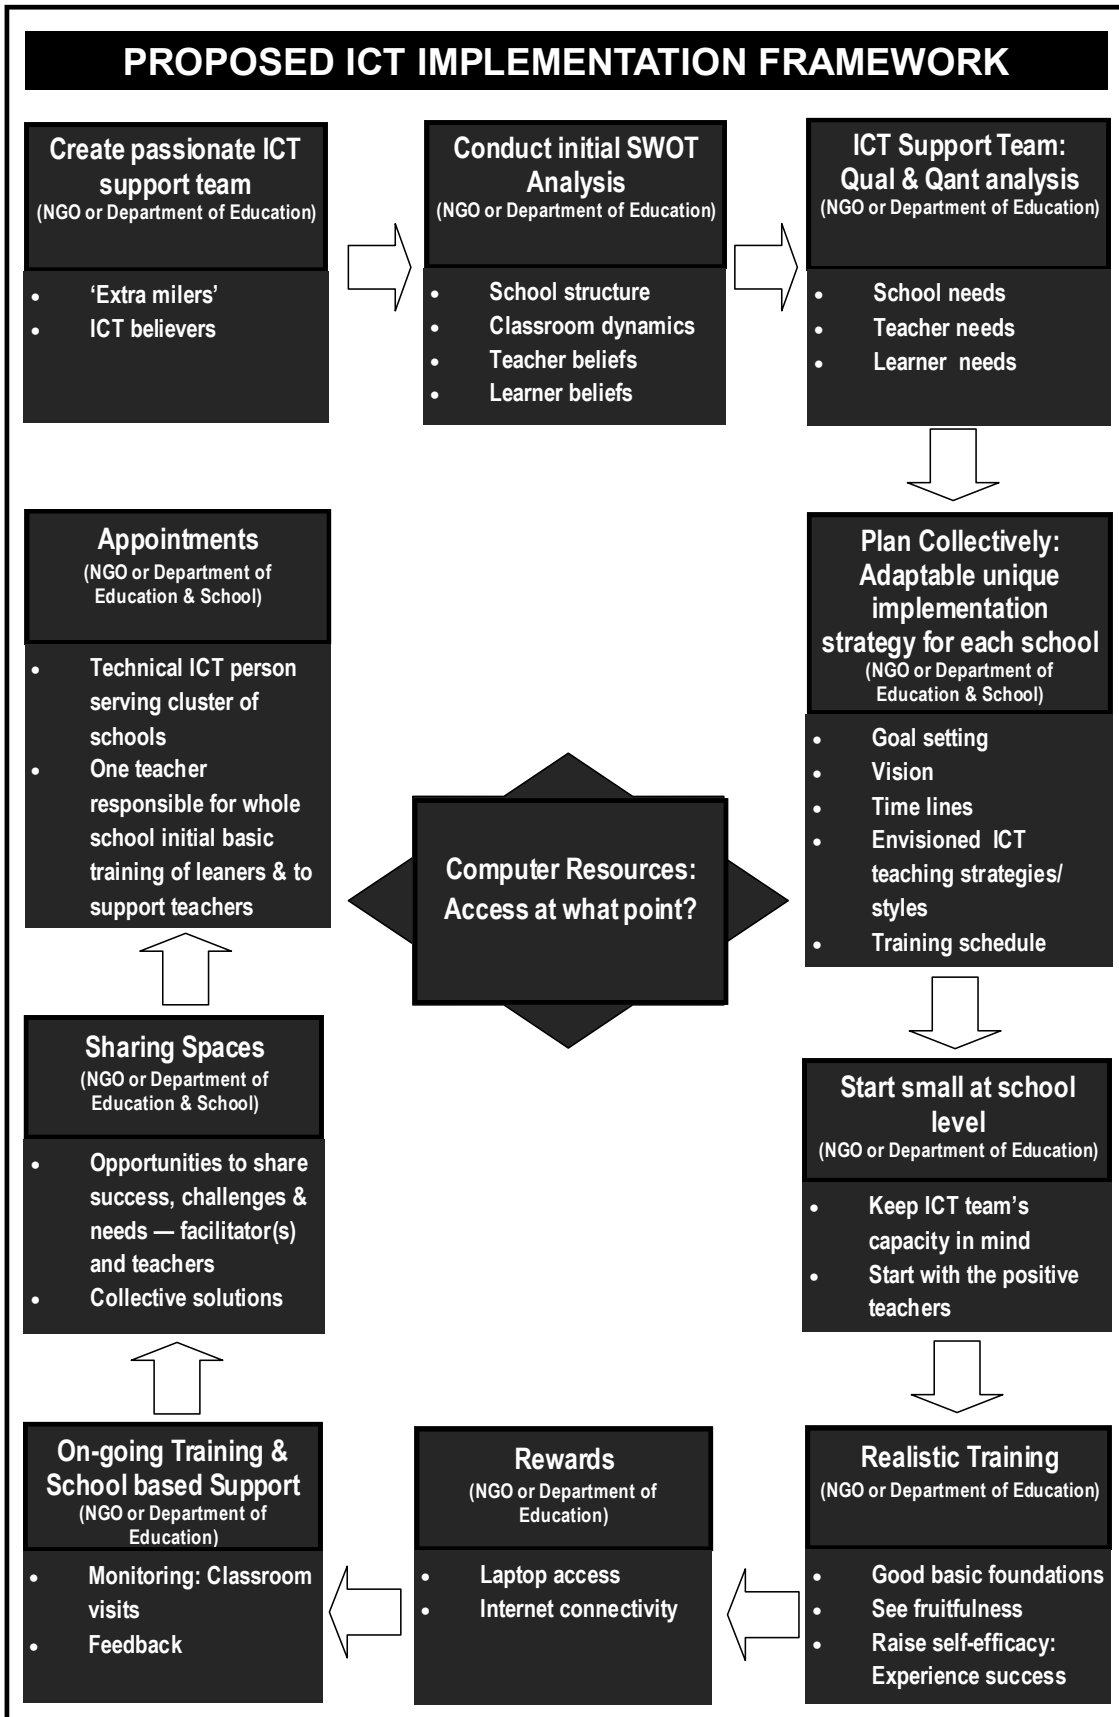 PROPOSED ICT IMPLEMENTATION FRAMEWORK
Create passionate ICT
support team
(NGO or Department of Education)
• ‘Extra milers’
• ICT believers
Conduct initial SWOT
Analysis
(NGO or Department of Education)
• School structure
• Classroom dynamics
• Teacher beliefs
• Learner beliefs
ICT Support Team:
Qual & Qant analysis
(NGO or Department of Education)
• School needs
• Teacher needs
• Learner needs
Plan Collectively:
Adaptable unique
implementation
strategy for each school
(NGO or Department of
Education & School)
• Goal setting
• Vision
• Time lines
• Envisioned ICT
teaching strategies/
styles
• Training schedule
Start small at school
level
(NGO or Department of Education)
• Keep ICT team’s
capacity in mind
• Start with the positive
teachers
Realistic Training
(NGO or Department of Education)
• Good basic foundations
• See fruitfulness
• Raise self-efficacy:
Experience success
Rewards
(NGO or Department of
Education)
• Laptop access
• Internet connectivity
On-going Training &
School based Support
(NGO or Department of
Education)
• Monitoring: Classroom
visits
• Feedback
Sharing Spaces
(NGO or Department of
Education & School)
• Opportunities to share
success, challenges &
needs — facilitator(s)
and teachers
• Collective solutions
Appointments
(NGO or Department of
Education & School)
• Technical ICT person
serving cluster of
schools
• One teacher
responsible for whole
school initial basic
training of leaners & to
support teachers
Computer Resources:
Access at what point?